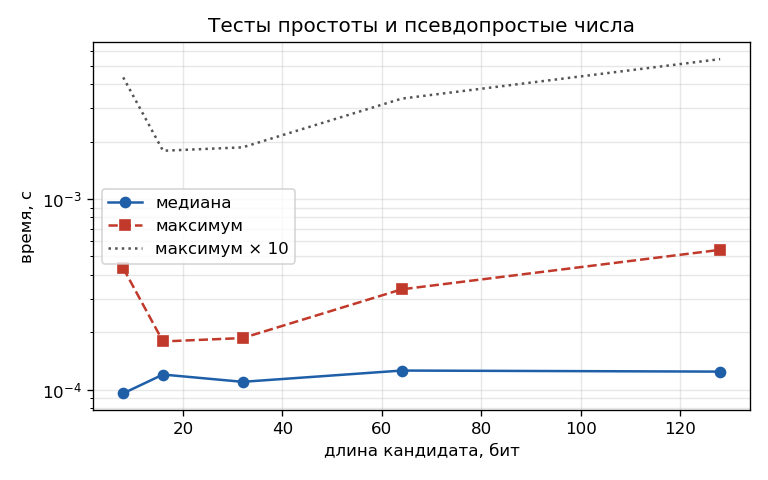 Тесты простоты и псевдопростые числа
время, с
10⁻³
10⁻⁴
медиана
максимум
максимум × 10
20 40 60 80 100 120
длина кандидата, бит